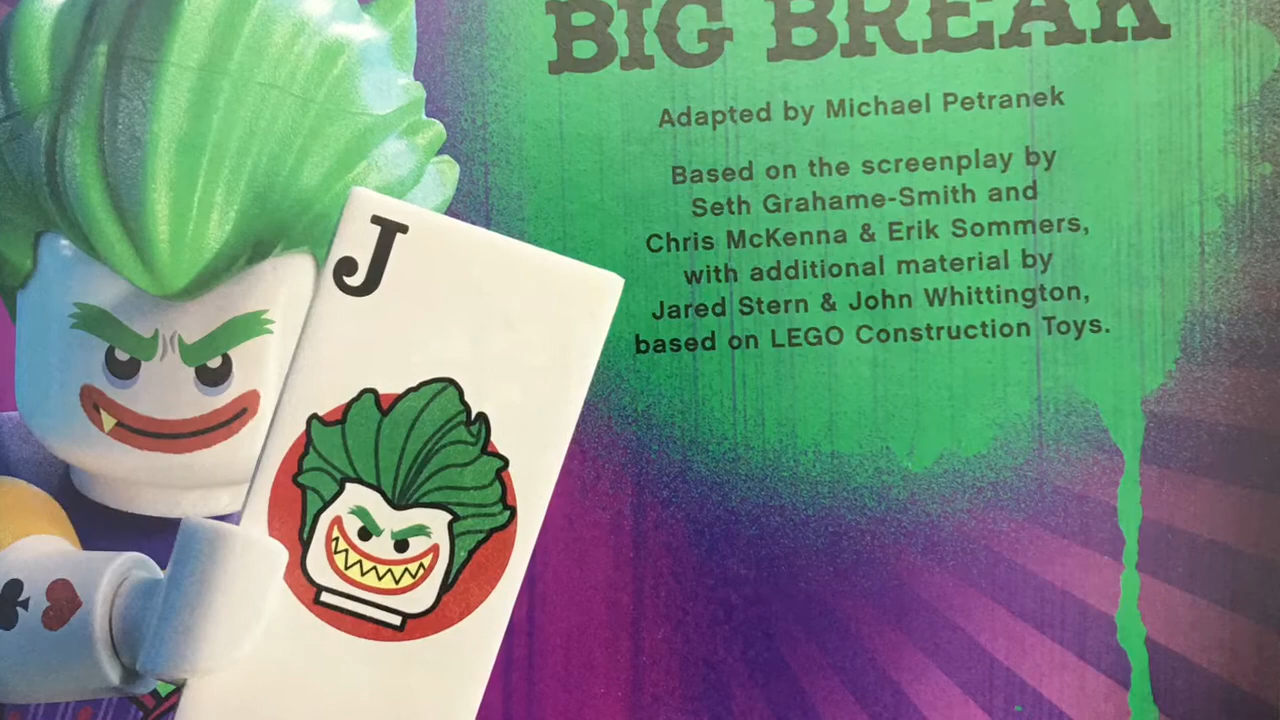 BIG BREAK
Adapted by Michael Petranek
Based on the screenplay by
Seth Grahame-Smith and
Chris McKenna & Erik Sommers,
with additional material by
Jared Stern & John Whittington,
based on LEGO Construction Toys.
J